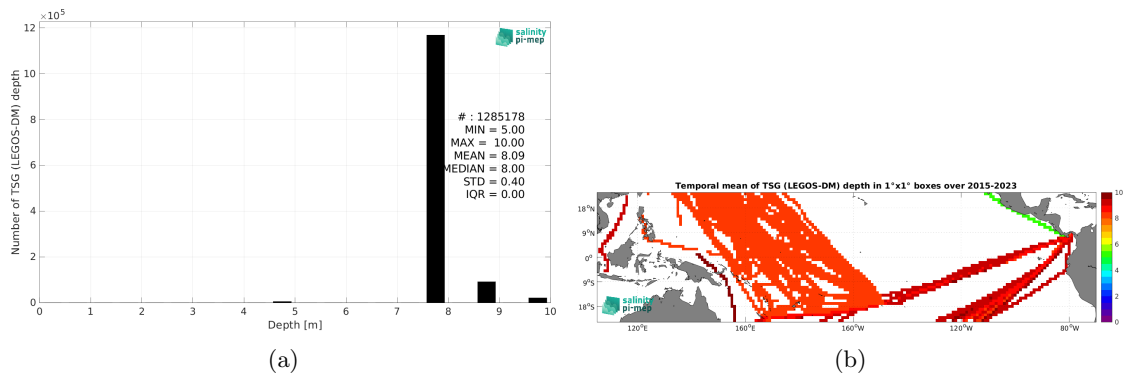 ×10⁵
12
10
8
6
4
2
0
Number of TSG (LEGOS-DM) depth
salinity
pi-mep
# : 1285178
MIN = 5.00
MAX = 10.00
MEAN = 8.09
MEDIAN = 8.00
STD = 0.40
IQR = 0.00
0 1 2 3 4 5 6 7 8 9 10
Depth [m]
(a)
Temporal mean of TSG (LEGOS-DM) depth in 1°x1° boxes over 2015-2023
18°N
9°N
0°
9°S
18°S
salinity
pi-mep
120°E 160°E 160°W 120°W 80°W
10
8
6
4
2
0
(b)